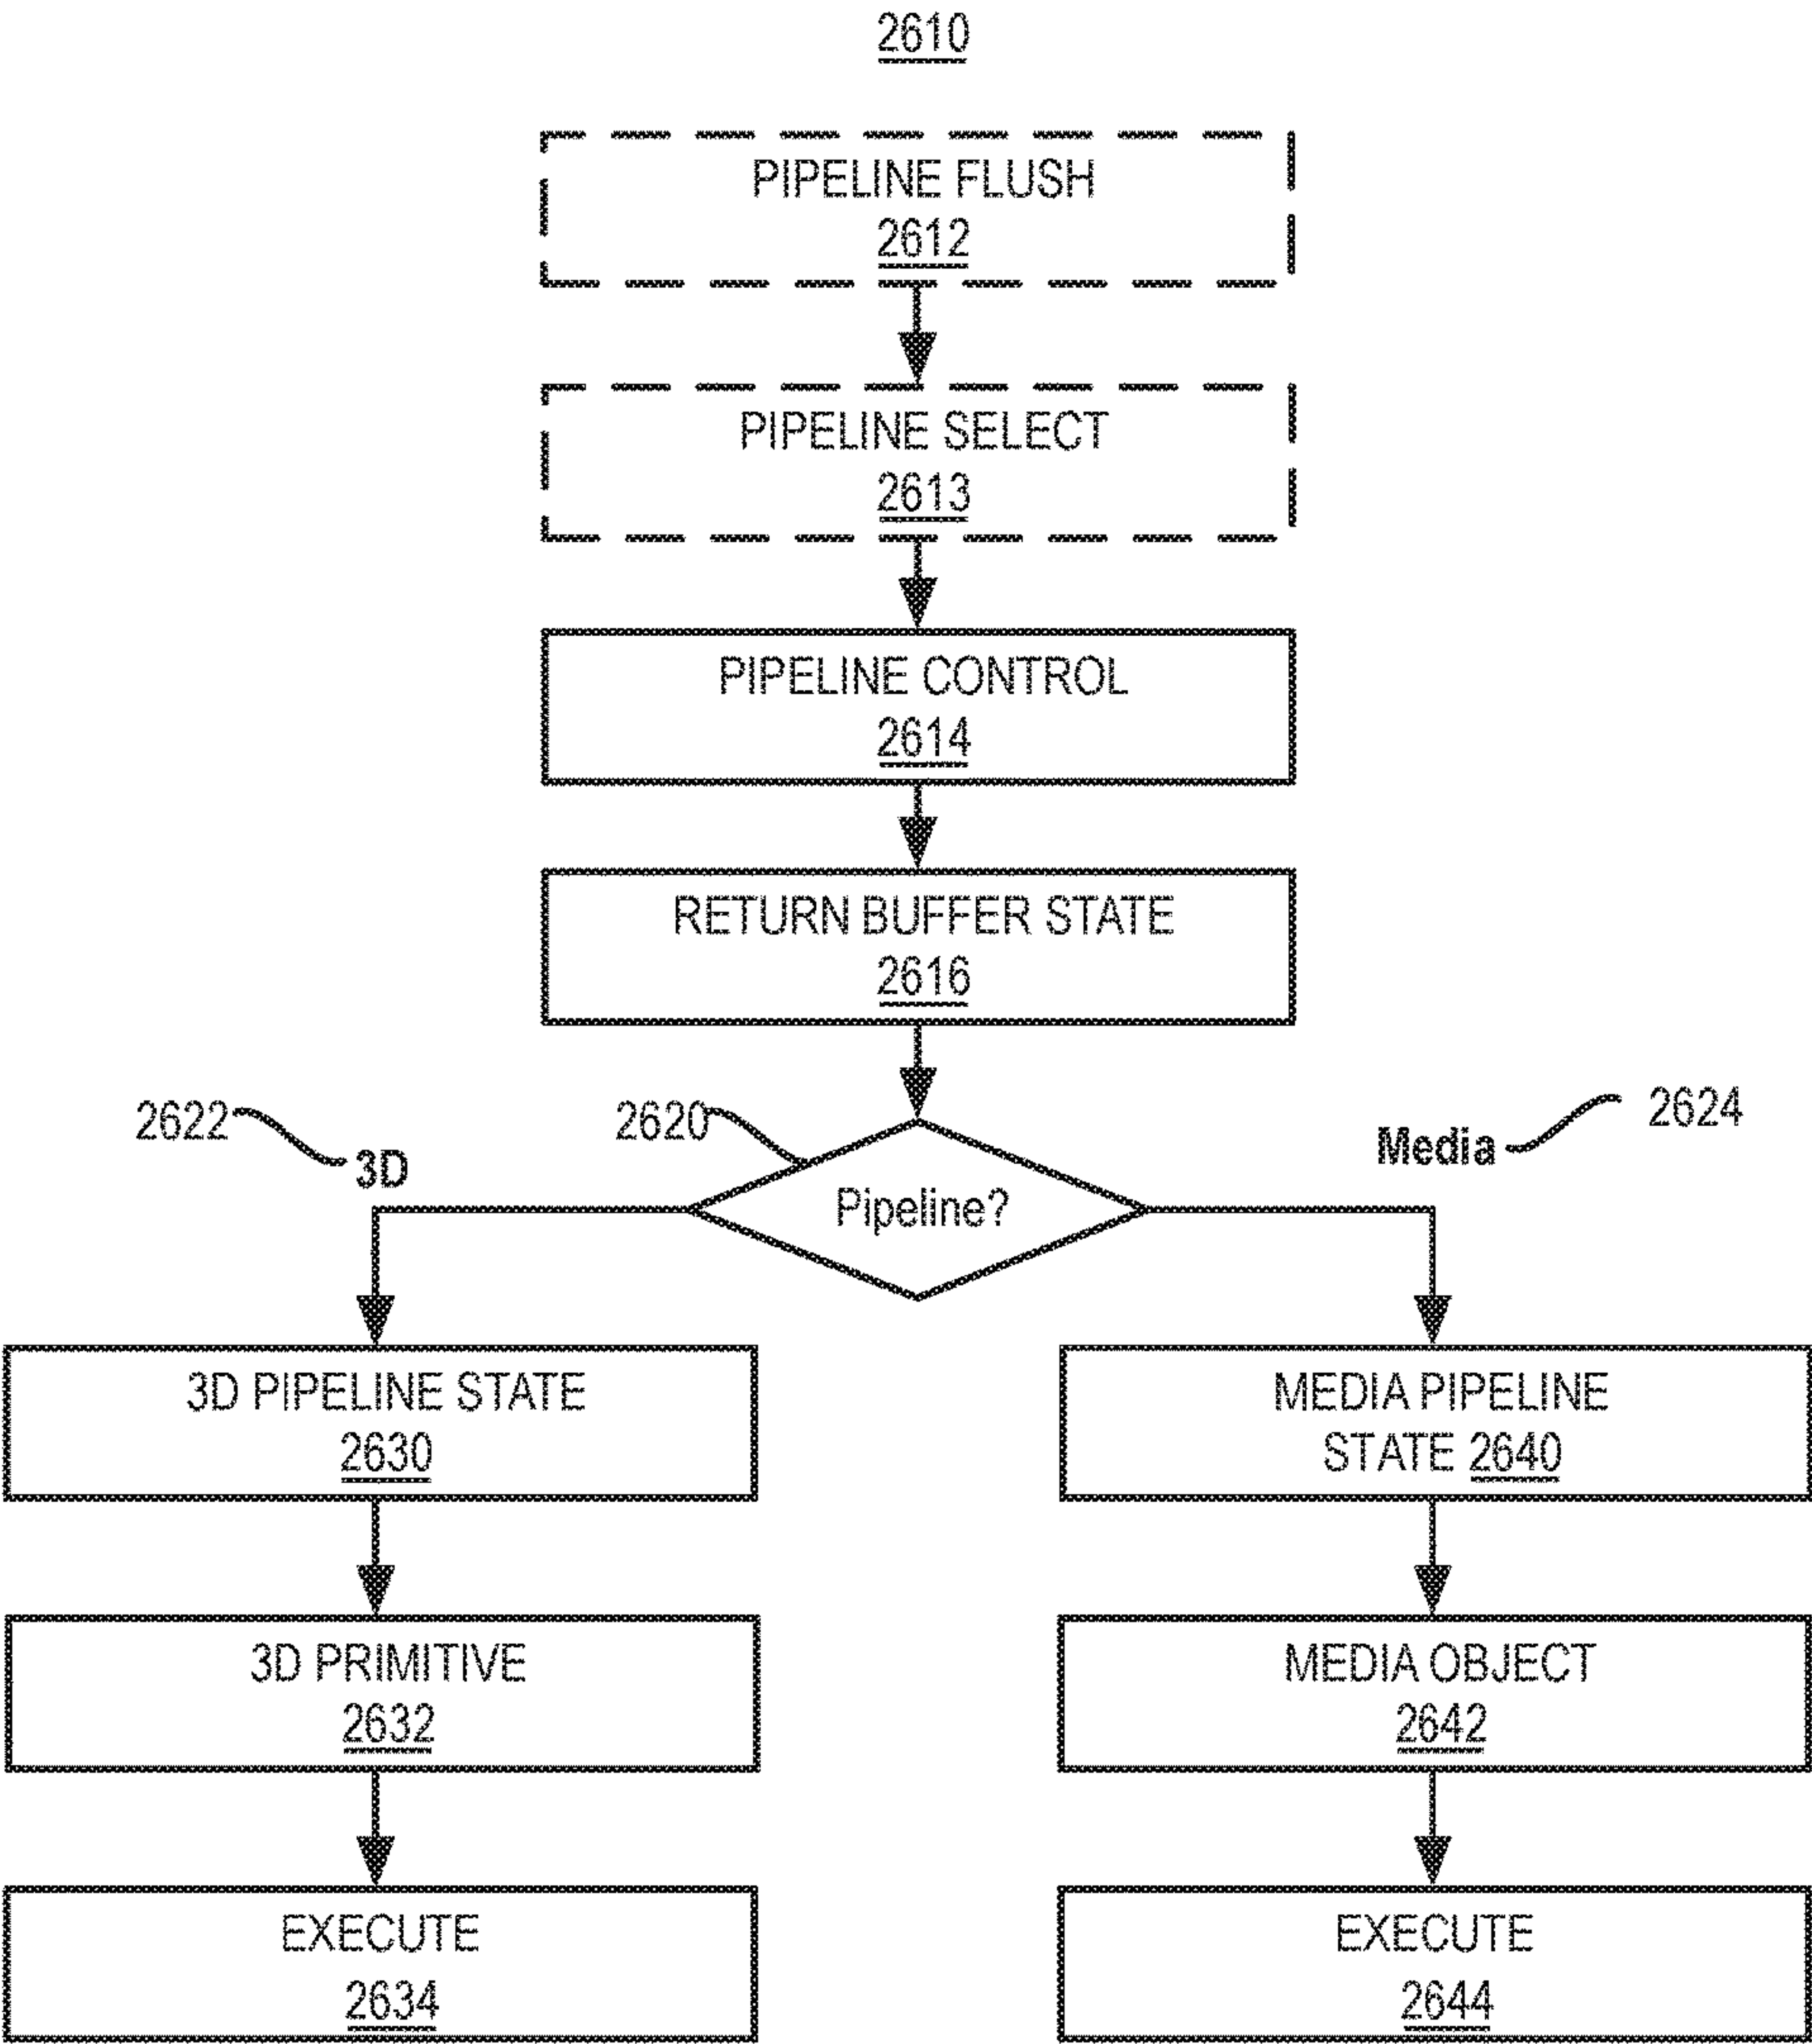 2610
PIPELINE FLUSH
2612
PIPELINE SELECT
2613
PIPELINE CONTROL
2614
RETURN BUFFER STATE
2616
2622
3D
2620
Pipeline?
Media
2624
3D PIPELINE STATE
2630
MEDIA PIPELINE
STATE 2640
3D PRIMITIVE
2632
MEDIA OBJECT
2642
EXECUTE
2634
EXECUTE
2644